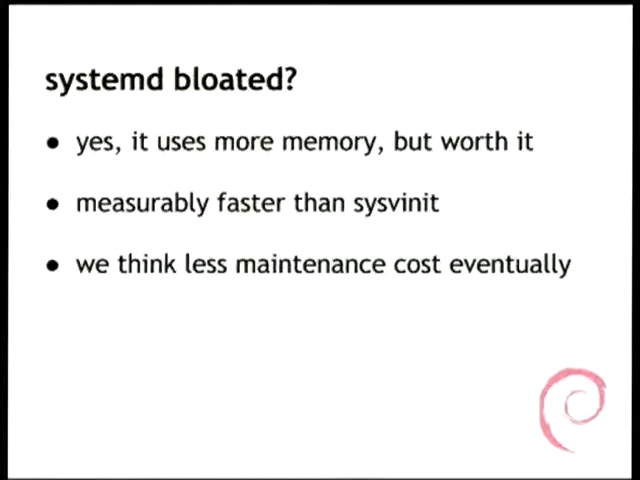 systemd bloated?
● yes, it uses more memory, but worth it
● measurably faster than sysvinit
● we think less maintenance cost eventually